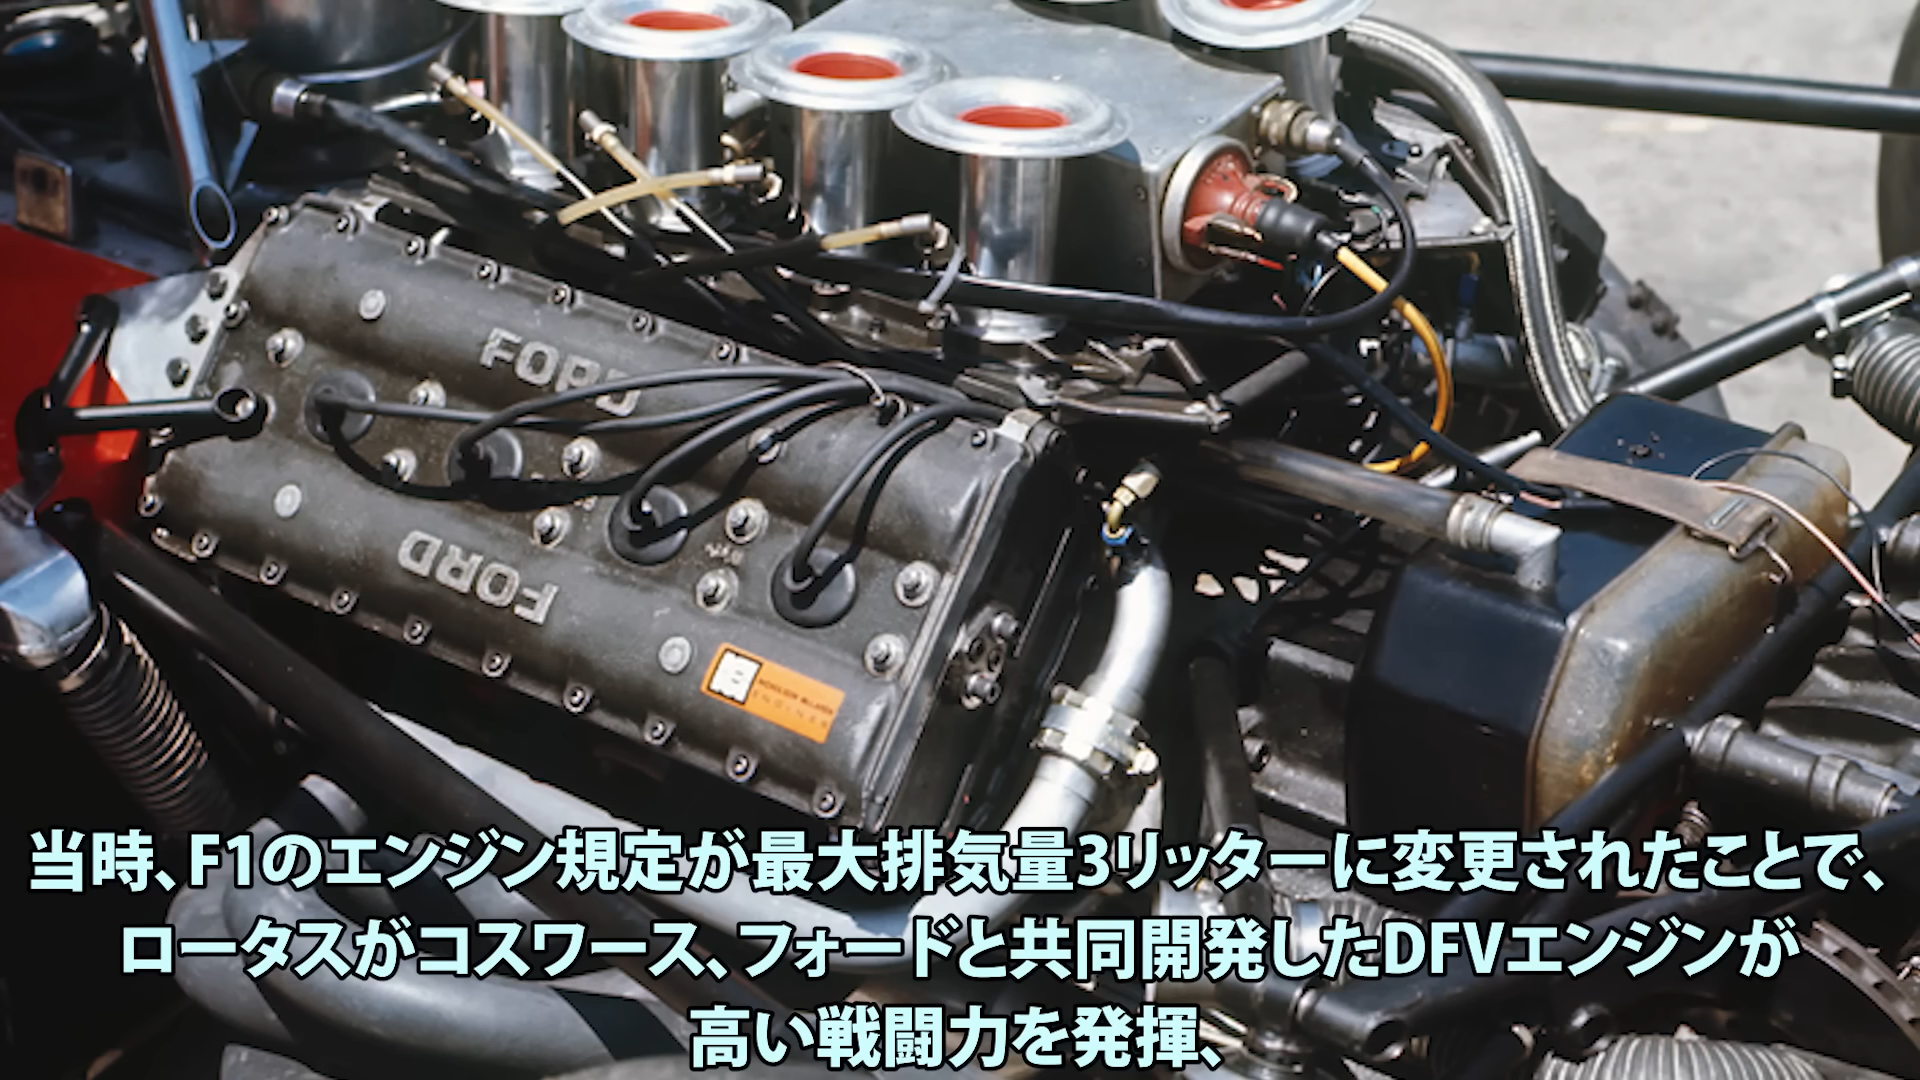 FORD
FORD
NICHOLSON McLAREN
ENGINES
当時、F1のエンジン規定が最大排気量3リッターに変更されたことで、
ロータスがコスワース、フォードと共同開発したDFVエンジンが
高い戦闘力を発揮、